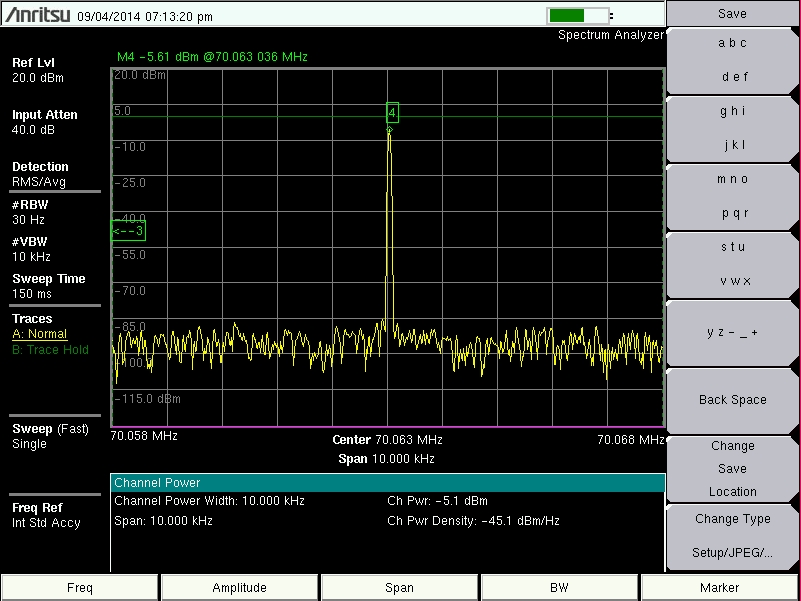 Anritsu 09/04/2014 07:13:20 pm
Save
Spectrum Analyzer
M4 -5.61 dBm @70.063 036 MHz
Ref Lvl
20.0 dBm
Input Atten
40.0 dB
Detection
RMS/Avg
#RBW
30 Hz
#VBW
10 kHz
Sweep Time
150 ms
Traces
A: Normal
B: Trace Hold
Sweep (Fast)
Single
Freq Ref
Int Std Accy
20.0 dBm
5.0
4
-10.0
-25.0
-40.0
<--3
-55.0
-70.0
-85.0
-100.0
-115.0 dBm
70.058 MHz
Center 70.063 MHz
70.068 MHz
Span 10.000 kHz
Channel Power
Channel Power Width: 10.000 kHz
Ch Pwr: -5.1 dBm
Span: 10.000 kHz
Ch Pwr Density: -45.1 dBm/Hz
a b c
d e f
g h i
j k l
m n o
p q r
s t u
v w x
y z - _ +
Back Space
Change
Save
Location
Change Type
Setup/JPEG/...
Freq
Amplitude
Span
BW
Marker